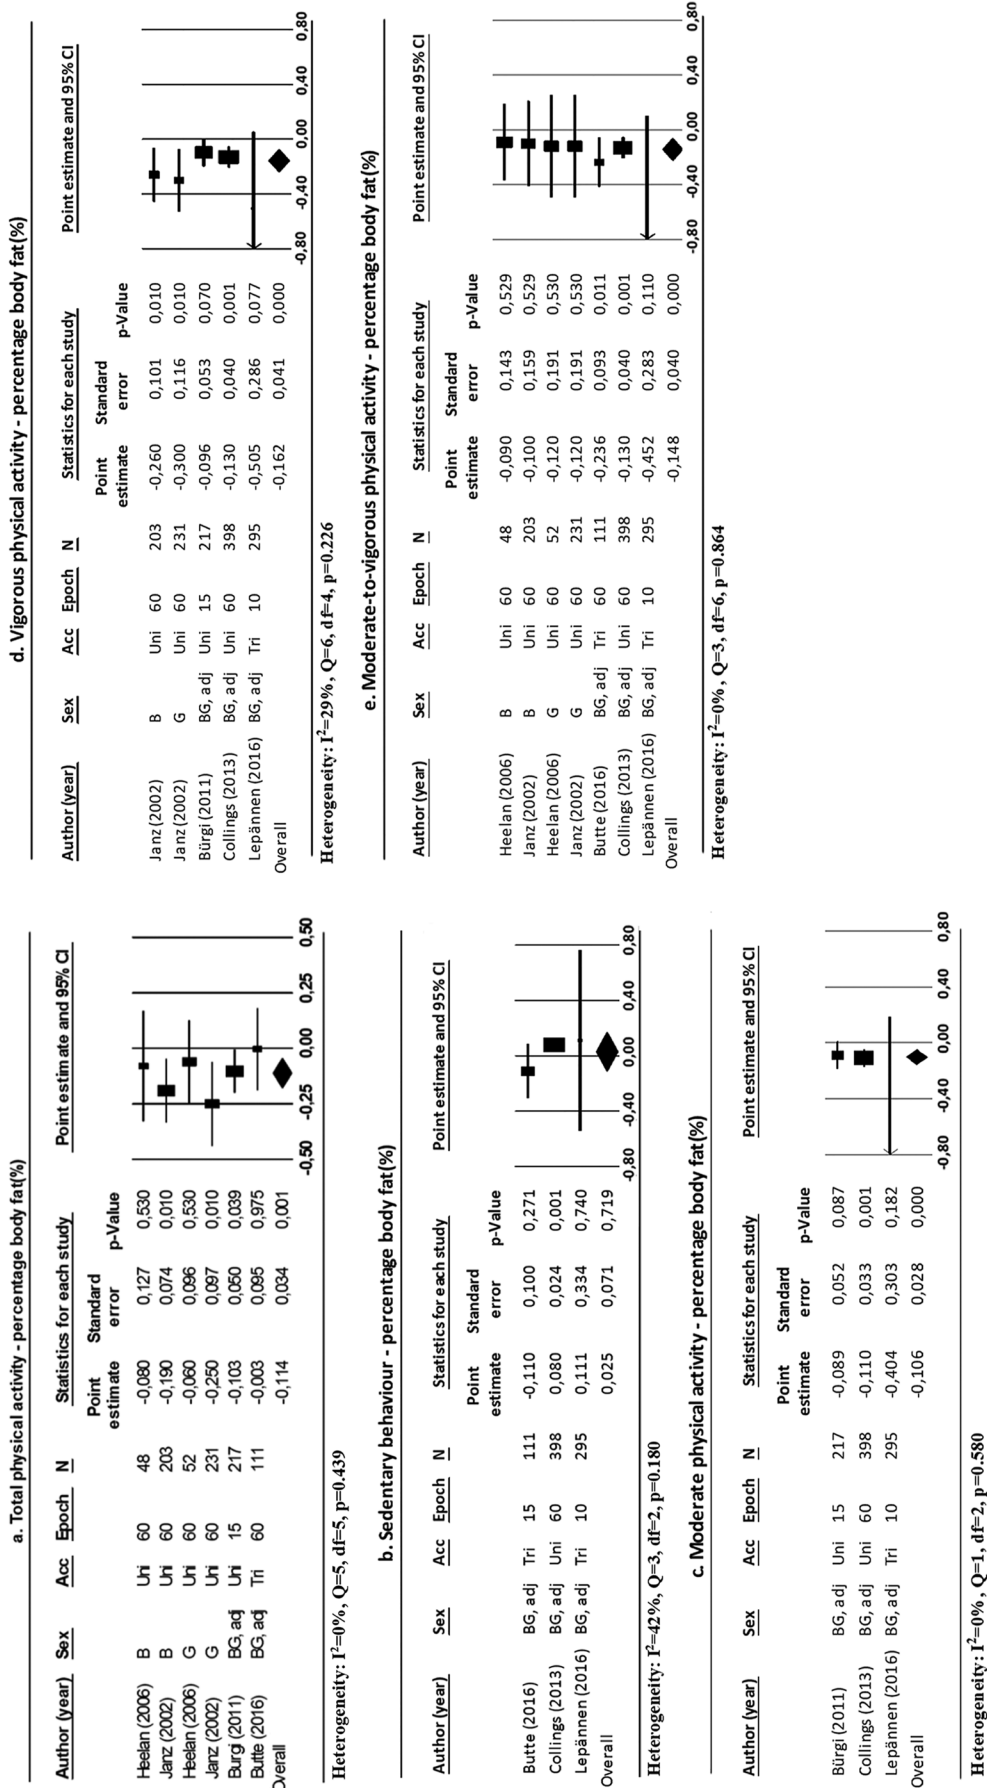 a. Total physical activity - percentage body fat(%)
Author (year) Sex Acc Epoch N Statistics for each study Point estimate and 95% CI
Point estimate Standard error p-Value
Heelan (2006) B Uni 60 48 -0,080 0,127 0,530
Janz (2002) B Uni 60 203 -0,190 0,074 0,010
Heelan (2006) G Uni 60 52 -0,060 0,096 0,530
Janz (2002) G Uni 60 231 -0,250 0,097 0,010
Burgi (2011) BG, adj Uni 15 217 -0,103 0,050 0,039
Butte (2016) BG, adj Tri 60 111 -0,003 0,095 0,975
Overall -0,114 0,034 0,001
-0,50 -0,25 0,00 0,25 0,50
Heterogeneity: I²=0%, Q=5, df=5, p=0.439
b. Sedentary behaviour - percentage body fat(%)
Author (year) Sex Acc Epoch N Statistics for each study Point estimate and 95% CI
Point estimate Standard error p-Value
Butte (2016) BG, adj Tri 15 111 -0,110 0,100 0,271
Collings (2013) BG, adj Uni 60 398 0,080 0,024 0,001
Lepännen (2016) BG, adj Tri 10 295 0,111 0,334 0,740
Overall 0,025 0,071 0,719
-0,80 -0,40 0,00 0,40 0,80
Heterogeneity: I²=42%, Q=3, df=2, p=0.180
c. Moderate physical activity - percentage body fat(%)
Author (year) Sex Acc Epoch N Statistics for each study Point estimate and 95% CI
Point estimate Standard error p-Value
Bürgi (2011) BG, adj Uni 15 217 -0,089 0,052 0,087
Collings (2013) BG, adj Uni 60 398 -0,110 0,033 0,001
Lepännen (2016) BG, adj Tri 10 295 -0,404 0,303 0,182
Overall -0,106 0,028 0,000
-0,80 -0,40 0,00 0,40 0,80
Heterogeneity: I²=0%, Q=1, df=2, p=0.580
d. Vigorous physical activity - percentage body fat(%)
Author (year) Sex Acc Epoch N Statistics for each study Point estimate and 95% CI
Point estimate Standard error p-Value
Janz (2002) B Uni 60 203 -0,260 0,101 0,010
Janz (2002) G Uni 60 231 -0,300 0,116 0,010
Bürgi (2011) BG, adj Uni 15 217 -0,096 0,053 0,070
Collings (2013) BG, adj Uni 60 398 -0,130 0,040 0,001
Lepännen (2016) BG, adj Tri 10 295 -0,505 0,286 0,077
Overall -0,162 0,041 0,000
-0,80 -0,40 0,00 0,40 0,80
Heterogeneity: I²=29%, Q=6, df=4, p=0.226
e. Moderate-to-vigorous physical activity - percentage body fat(%)
Author (year) Sex Acc Epoch N Statistics for each study Point estimate and 95% CI
Point estimate Standard error p-Value
Heelan (2006) B Uni 60 48 -0,090 0,143 0,529
Janz (2002) B Uni 60 203 -0,100 0,159 0,529
Heelan (2006) G Uni 60 52 -0,120 0,191 0,530
Janz (2002) G Uni 60 231 -0,120 0,191 0,530
Butte (2016) BG, adj Tri 60 111 -0,236 0,093 0,011
Collings (2013) BG, adj Uni 60 398 -0,130 0,040 0,001
Lepännen (2016) BG, adj Tri 10 295 -0,452 0,283 0,110
Overall -0,148 0,040 0,000
-0,80 -0,40 0,00 0,40 0,80
Heterogeneity: I²=0%, Q=3, df=6, p=0.864